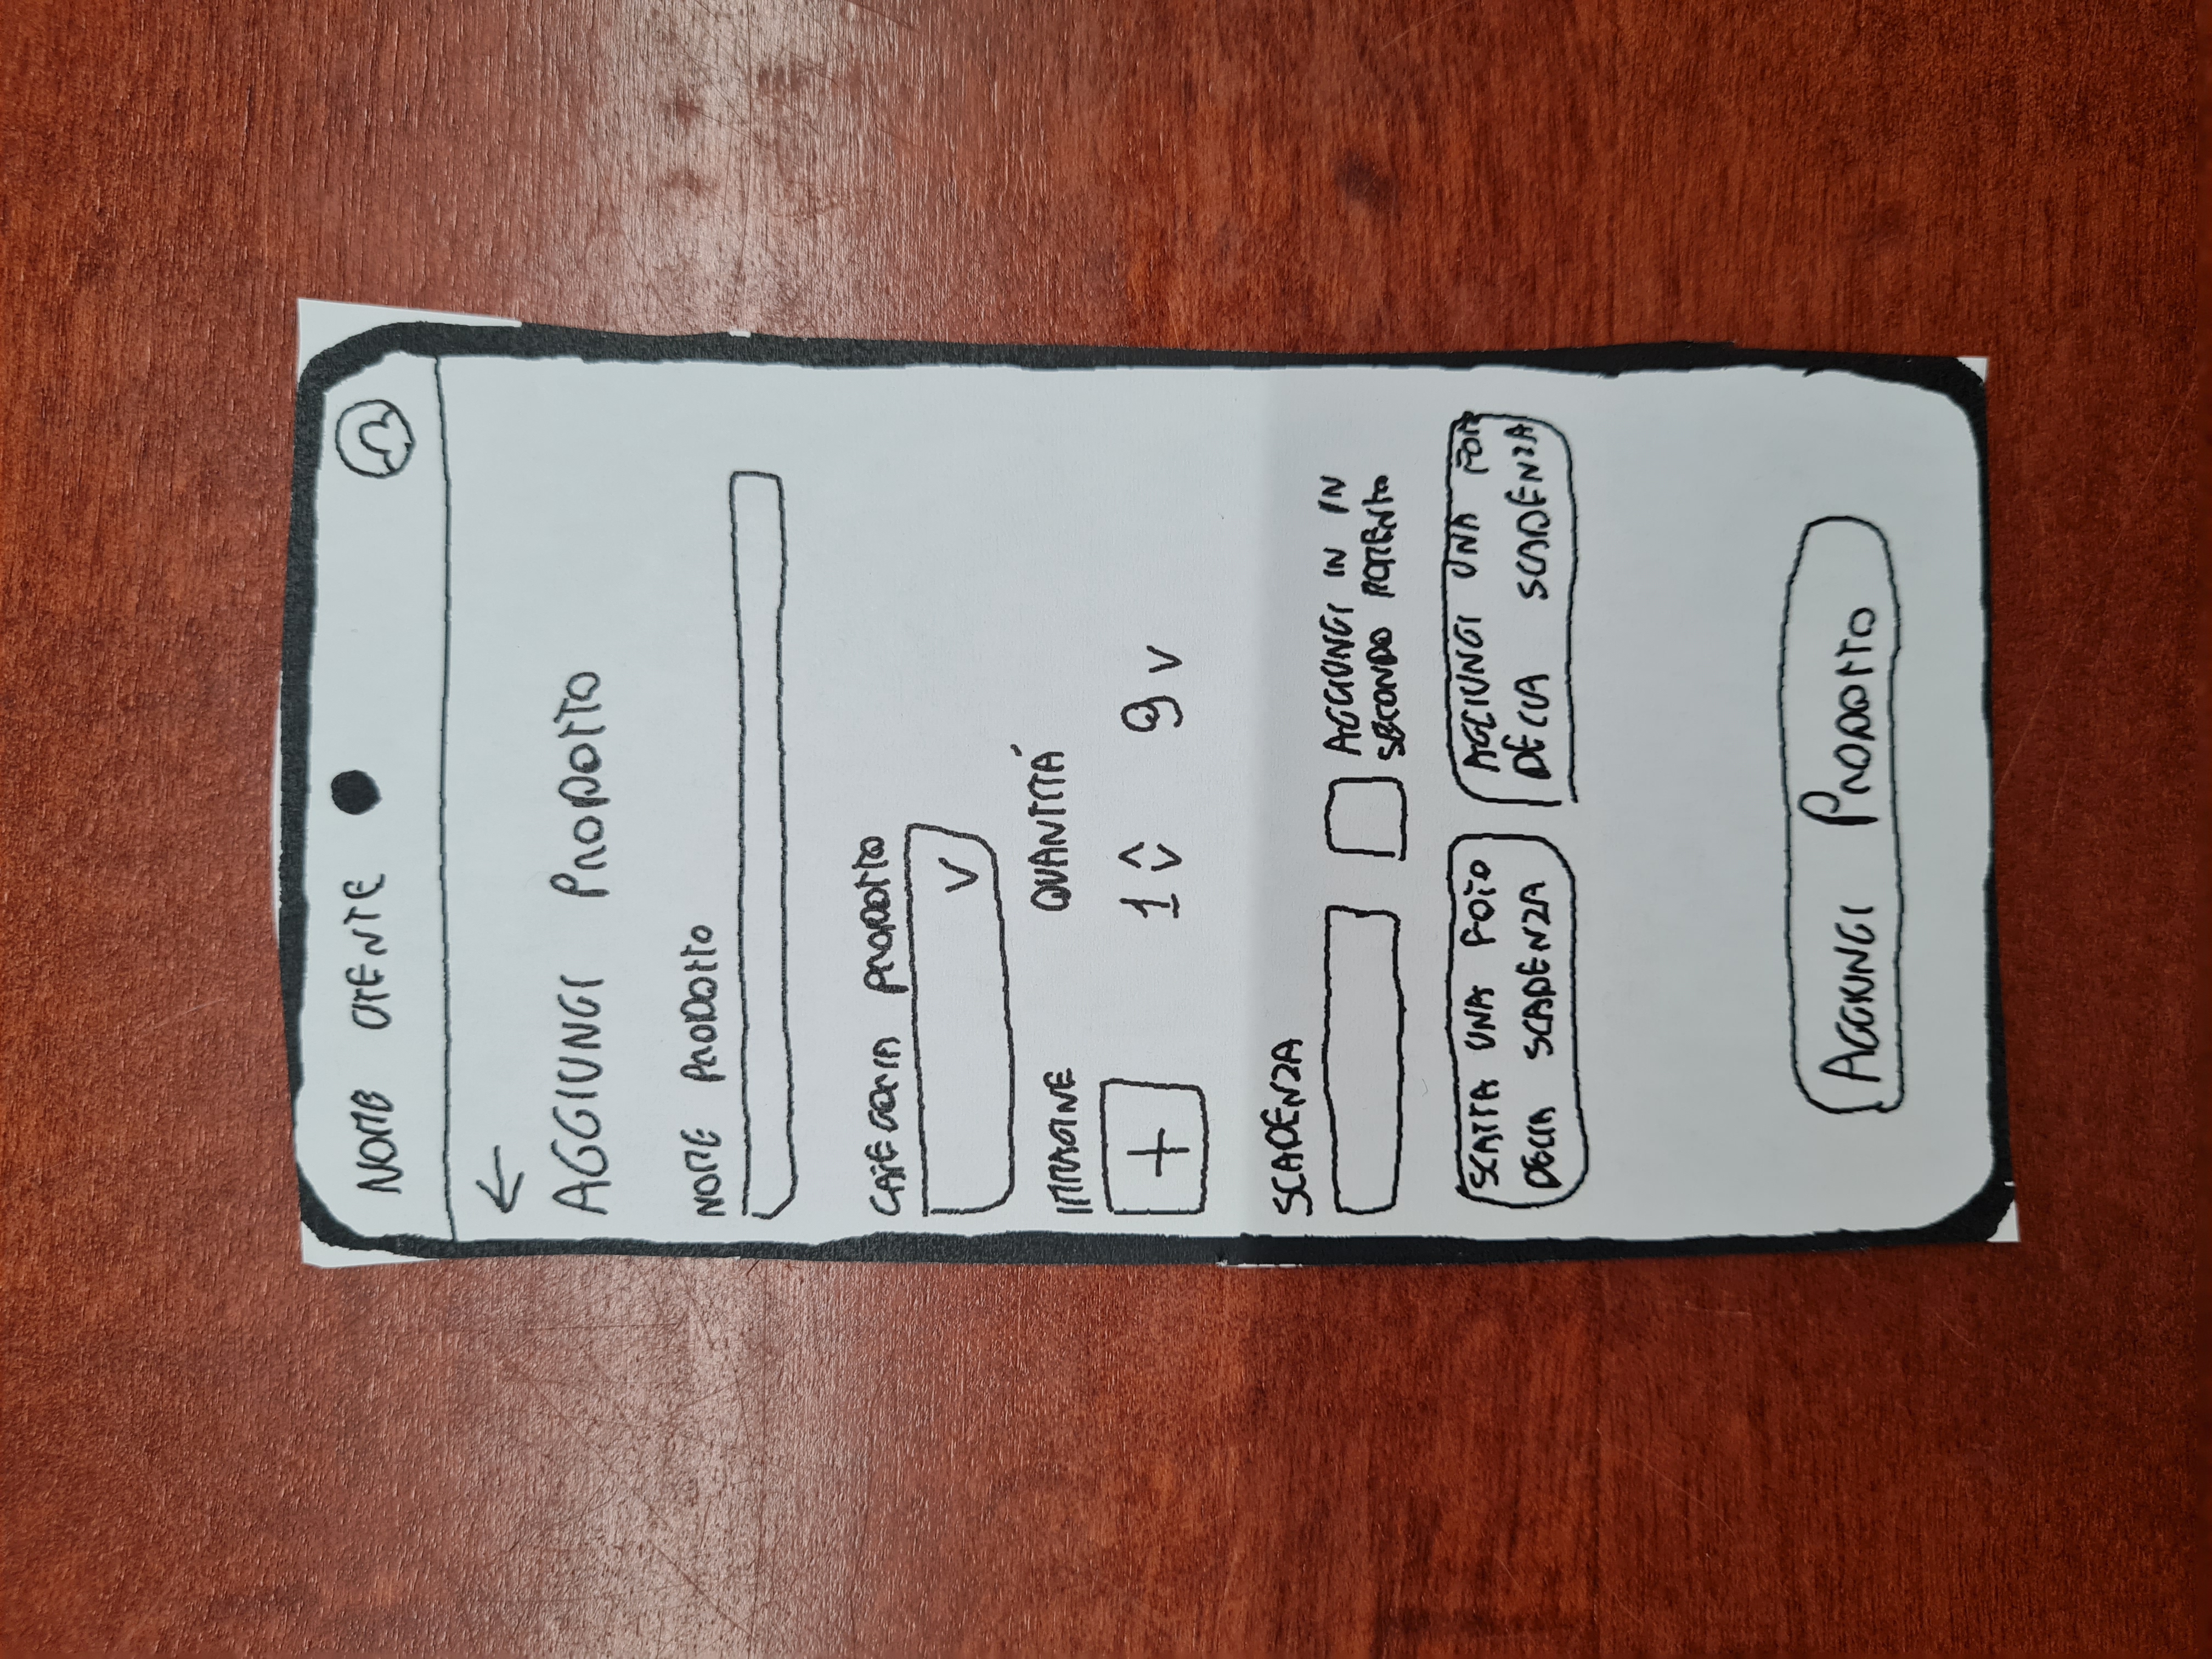 NOME UTENTE
AGGIUNGI PRODOTTO
NOME PRODOTTO
CATEGORIA PRODOTTO
V
IMMAGINE QUANTITÁ
+ 1 9 v
SCADENZA
AGGIUNGI IN IN
SECONDO MOMENTO
SCATTA UNA FOTO
DELLA SCADENZA
AGGIUNGI UNA FOTO
DELLA SCADENZA
AGGIUNGI PRODOTTO